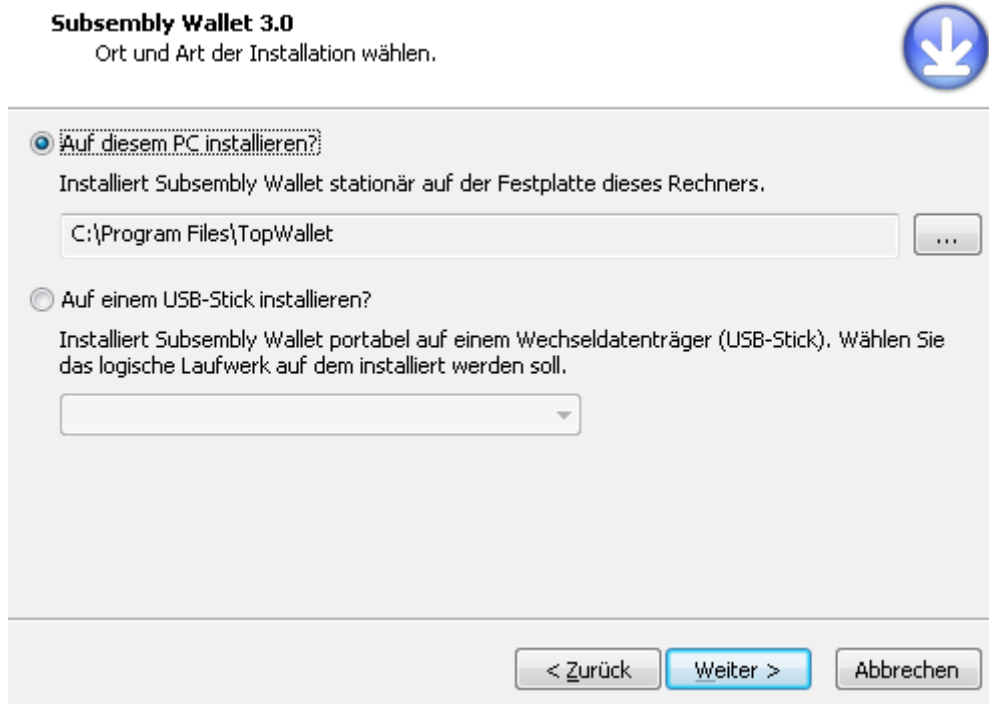 Subsembly Wallet 3.0
Ort und Art der Installation wählen.
Auf diesem PC installieren?
Installiert Subsembly Wallet stationär auf der Festplatte dieses Rechners.
C:\Program Files\TopWallet
...
Auf einem USB-Stick installieren?
Installiert Subsembly Wallet portabel auf einem Wechseldatenträger (USB-Stick). Wählen Sie
das logische Laufwerk auf dem installiert werden soll.
< Zurück
Weiter >
Abbrechen